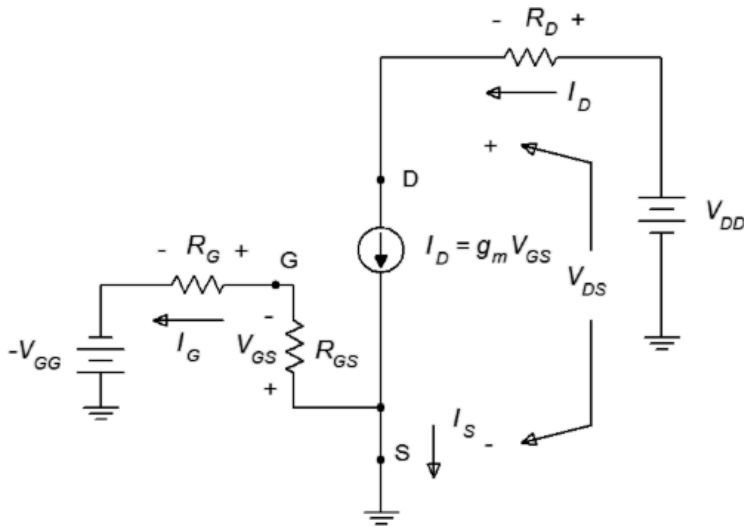 - R_D +
I_D
+
D
V_DD
I_D = g_m V_GS
V_DS
- R_G +
G
-
-V_GG
I_G
V_GS
R_GS
+
I_S
-
S